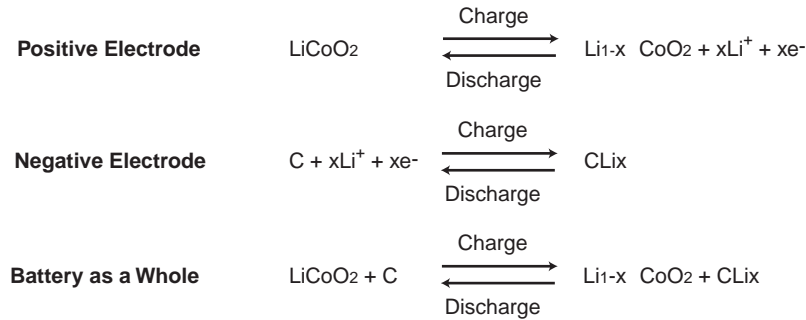 Charge
Positive Electrode LiCoO2 Li1-x CoO2 + xLi+ + xe-
Discharge
Charge
Negative Electrode C + xLi+ + xe- CLix
Discharge
Charge
Battery as a Whole LiCoO2 + C Li1-x CoO2 + CLix
Discharge